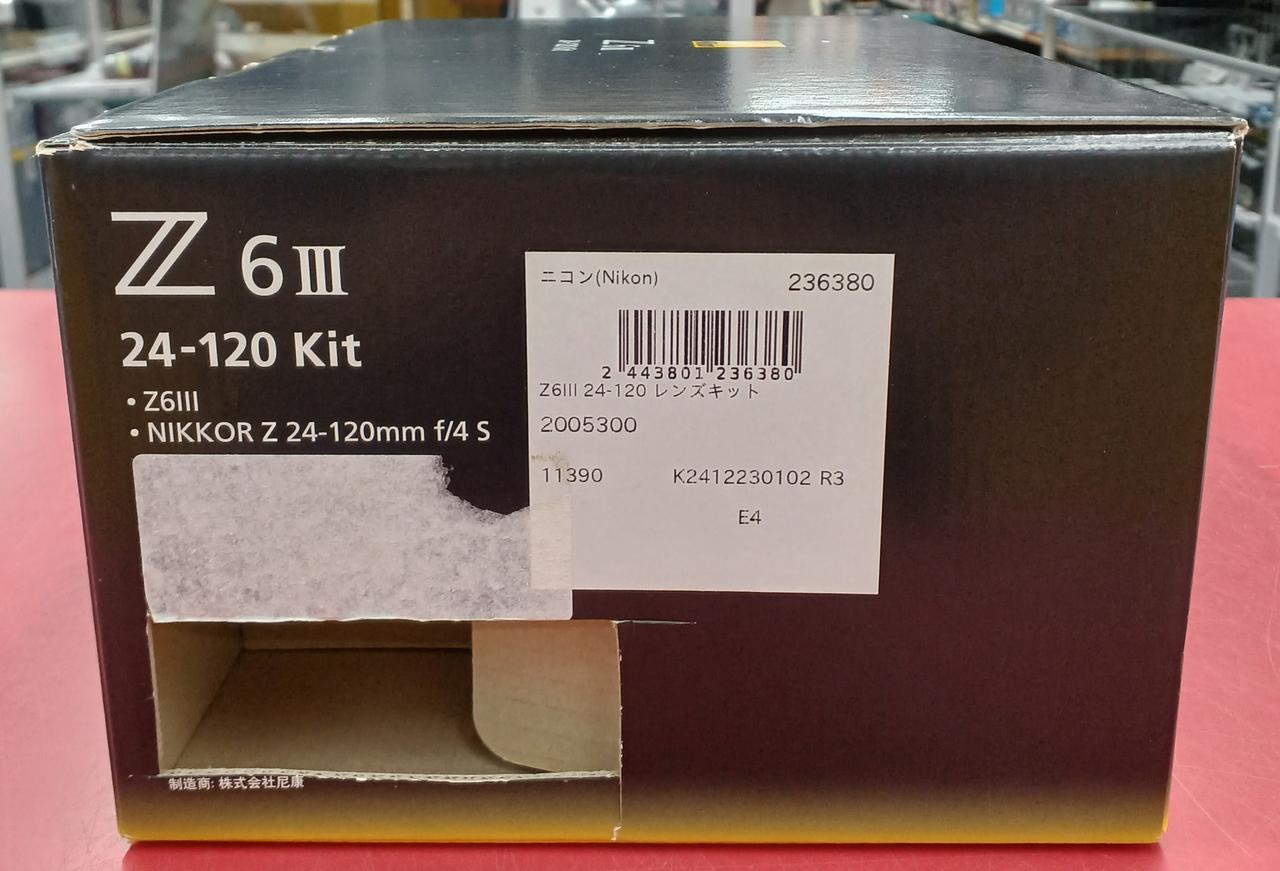 Z 6III
24-120 Kit
• Z6III
• NIKKOR Z 24-120mm f/4 S
ニコン(Nikon) 236380
2 443801 236380
Z6III 24-120 レンズキット
2005300
11390 K2412230102 R3
E4
制造商: 株式会社尼康